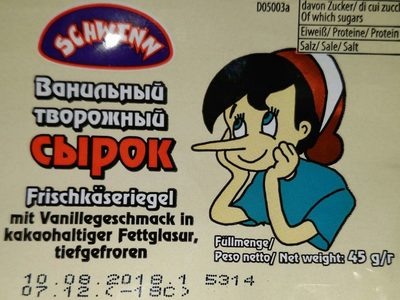 SCHWINN
D05003a
davon Zucker/ di cui zucc
Of which sugars
Eiweiß/ Proteine/ Protein
Salz/ Sale/ Salt
Ванильный
творожный
сырок
Frischkäseriegel
mit Vanillegeschmack in
kakaohaltiger Fettglasur,
tiefgefroren
Fullmenge/
Peso netto/ Net weight: 45 g/r
10.08.2018.1 5314
07.12.(-18C)